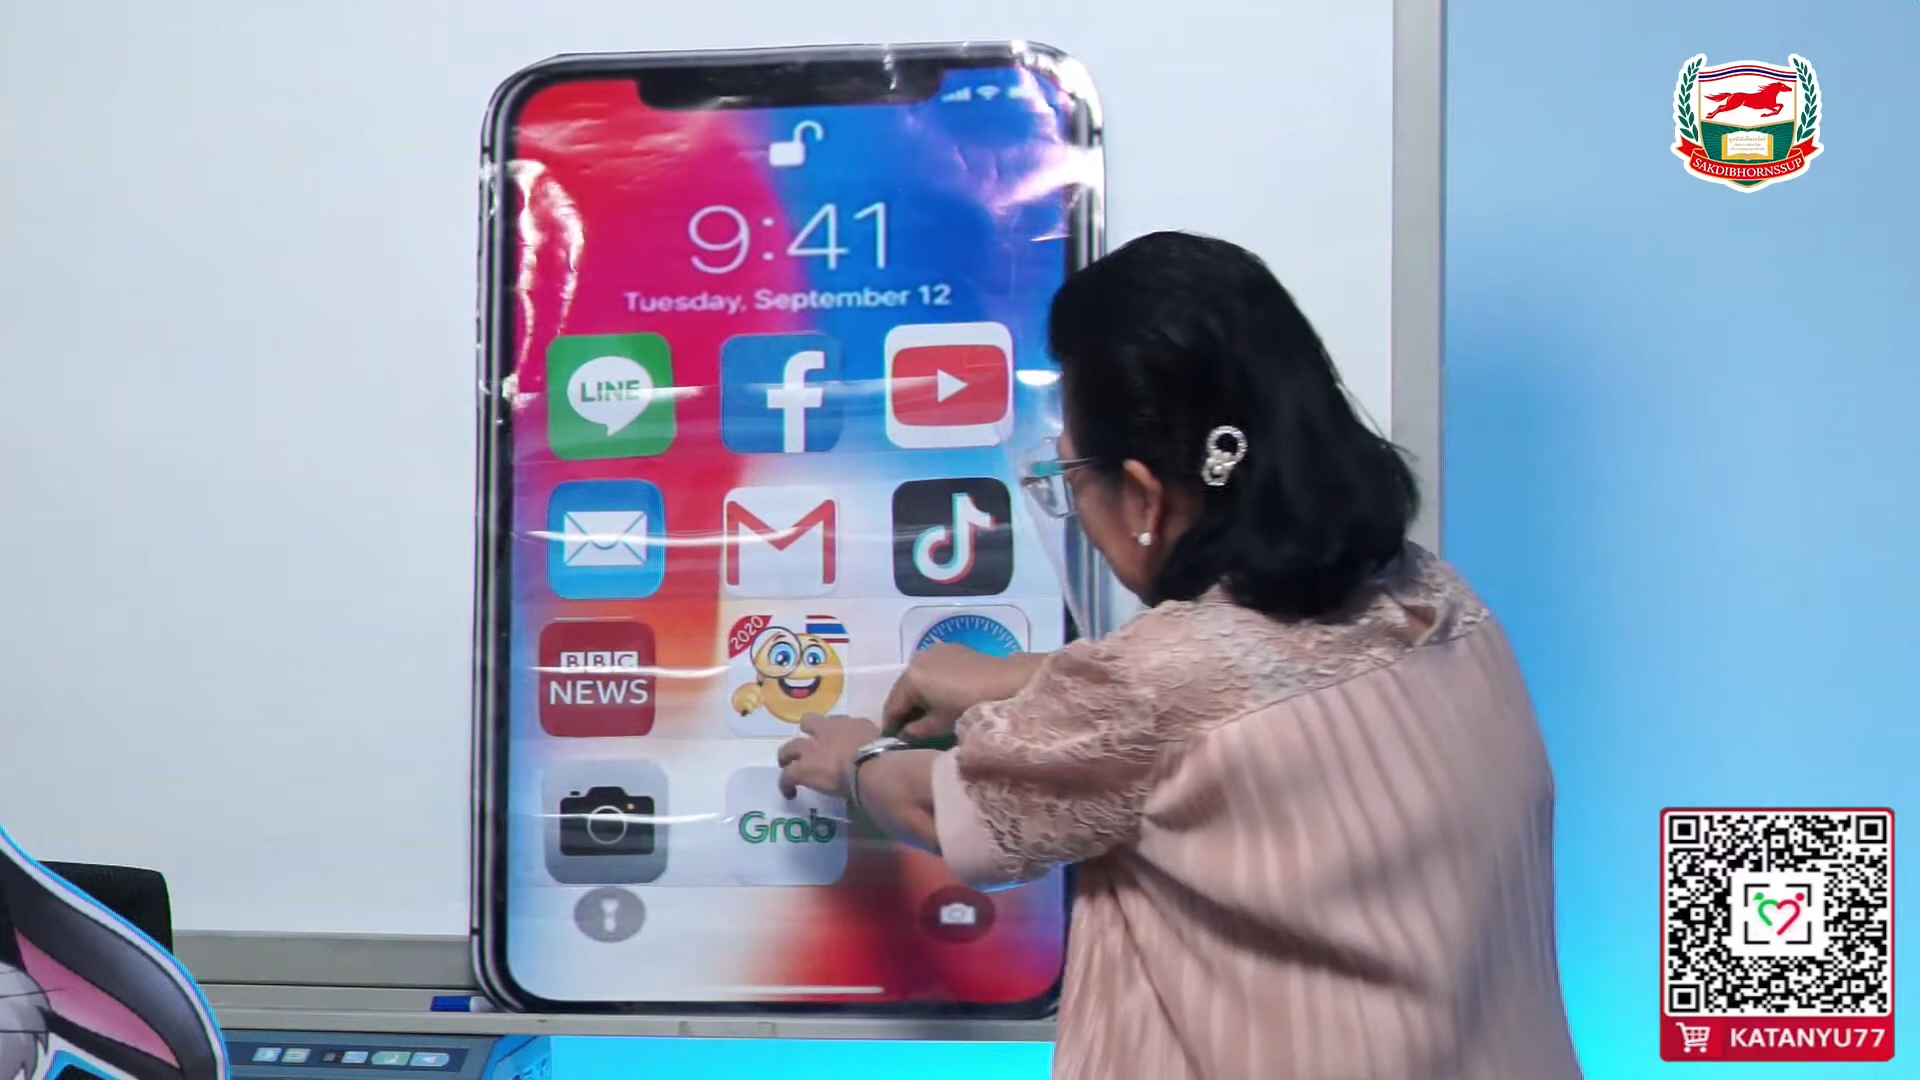 9:41
Tuesday, September 12
LINE
2020
BBC
NEWS
Grab
SAKDIBHORNSSUP
KATANYU77